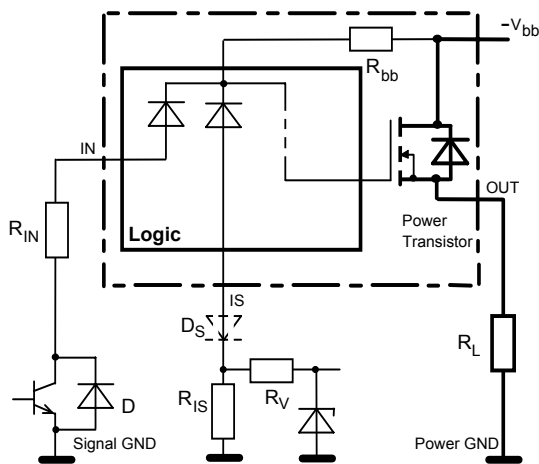 -Vbb
Rbb
IN
OUT
RIN
Logic
Power
Transistor
IS
DS
RL
D
RIS
RV
Signal GND
Power GND